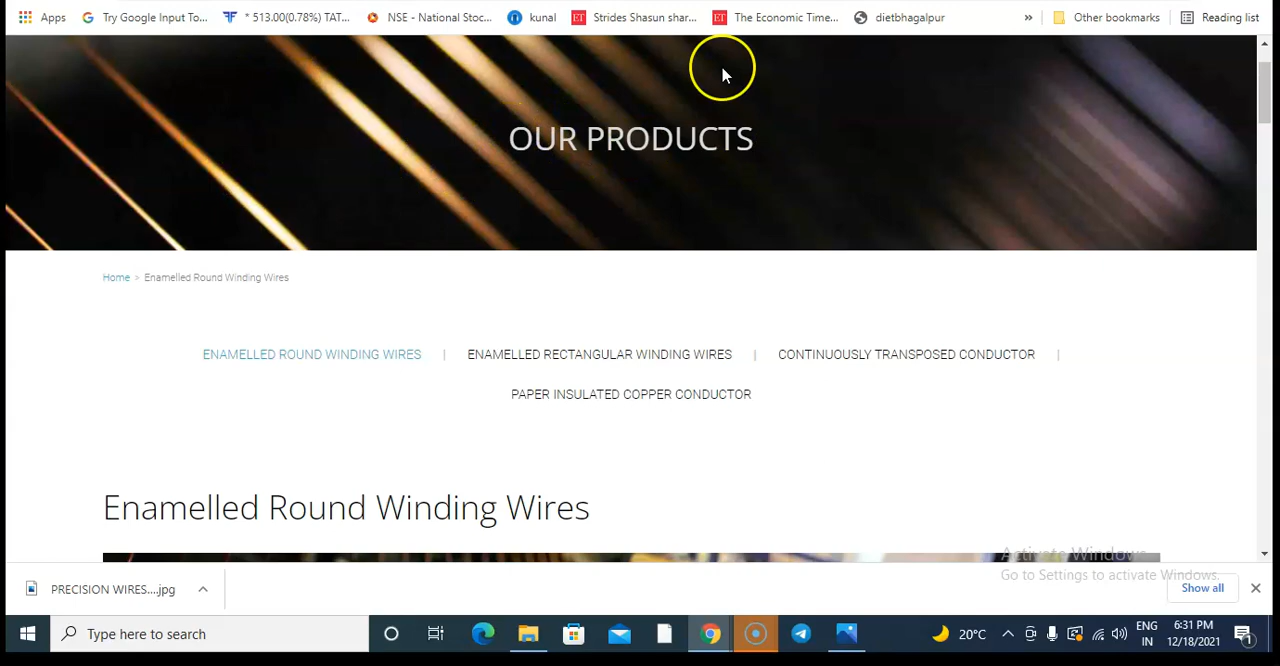 Apps Try Google Input To... * 513.00(0.78%) TAT... NSE - National Stoc... kunal ET Strides Shasun shar... ET The Economic Time... dietbhagalpur » Other bookmarks Reading list
OUR PRODUCTS
Home > Enamelled Round Winding Wires
ENAMELLED ROUND WINDING WIRES | ENAMELLED RECTANGULAR WINDING WIRES | CONTINUOUSLY TRANSPOSED CONDUCTOR |
PAPER INSULATED COPPER CONDUCTOR
Enamelled Round Winding Wires
Activate Windows
Go to Settings to activate Windows.
PRECISION WIRES....jpg Show all
Type here to search 20°C ENG IN 6:31 PM 12/18/2021 1